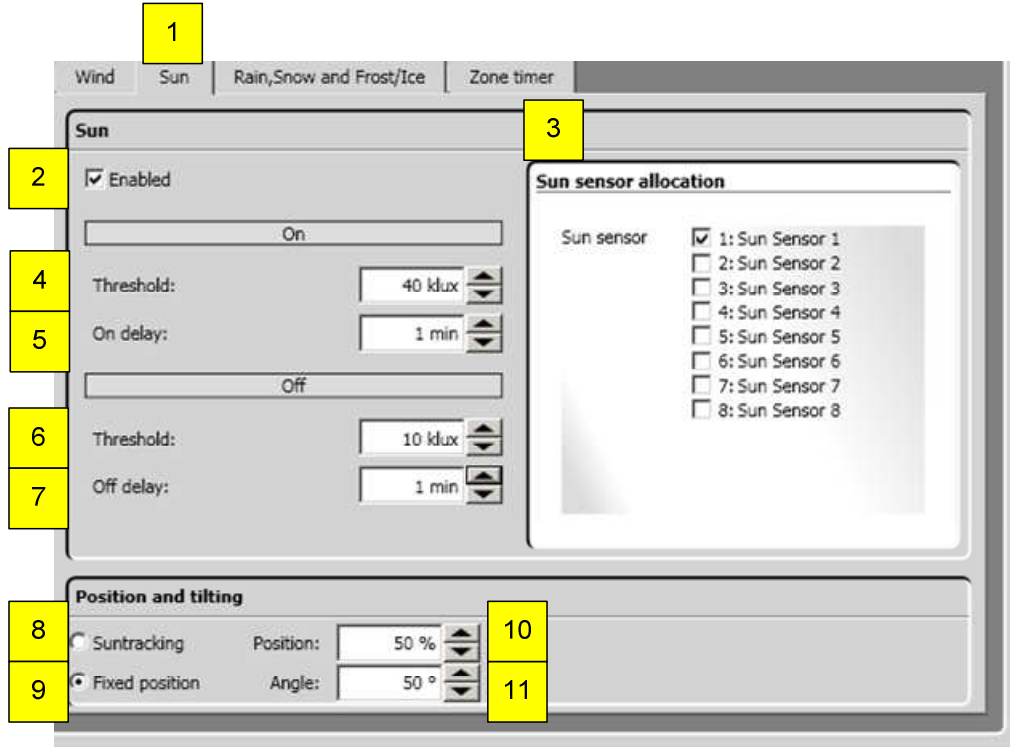 1
Wind Sun Rain,Snow and Frost/Ice Zone timer
3
Sun
2
Enabled
Sun sensor allocation
On
Sun sensor
1: Sun Sensor 1
2: Sun Sensor 2
3: Sun Sensor 3
4: Sun Sensor 4
5: Sun Sensor 5
6: Sun Sensor 6
7: Sun Sensor 7
8: Sun Sensor 8
4
Threshold: 40 klux
5
On delay: 1 min
Off
6
Threshold: 10 klux
7
Off delay: 1 min
Position and tilting
8
Suntracking Position: 50 %
10
9
Fixed position Angle: 50 °
11